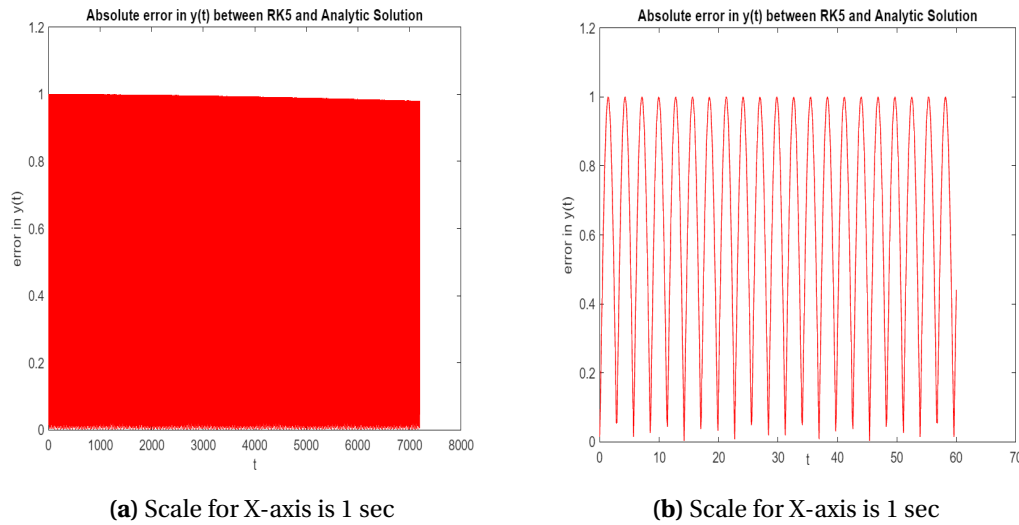 Absolute error in y(t) between RK5 and Analytic Solution
1.2
1
0.8
0.6
0.4
0.2
0
error in y(t)
0 1000 2000 3000 4000 5000 6000 7000 8000
t
(a) Scale for X-axis is 1 sec
Absolute error in y(t) between RK5 and Analytic Solution
1.2
1
0.8
0.6
0.4
0.2
0
error in y(t)
0 10 20 30 40 50 60 70
t
(b) Scale for X-axis is 1 sec